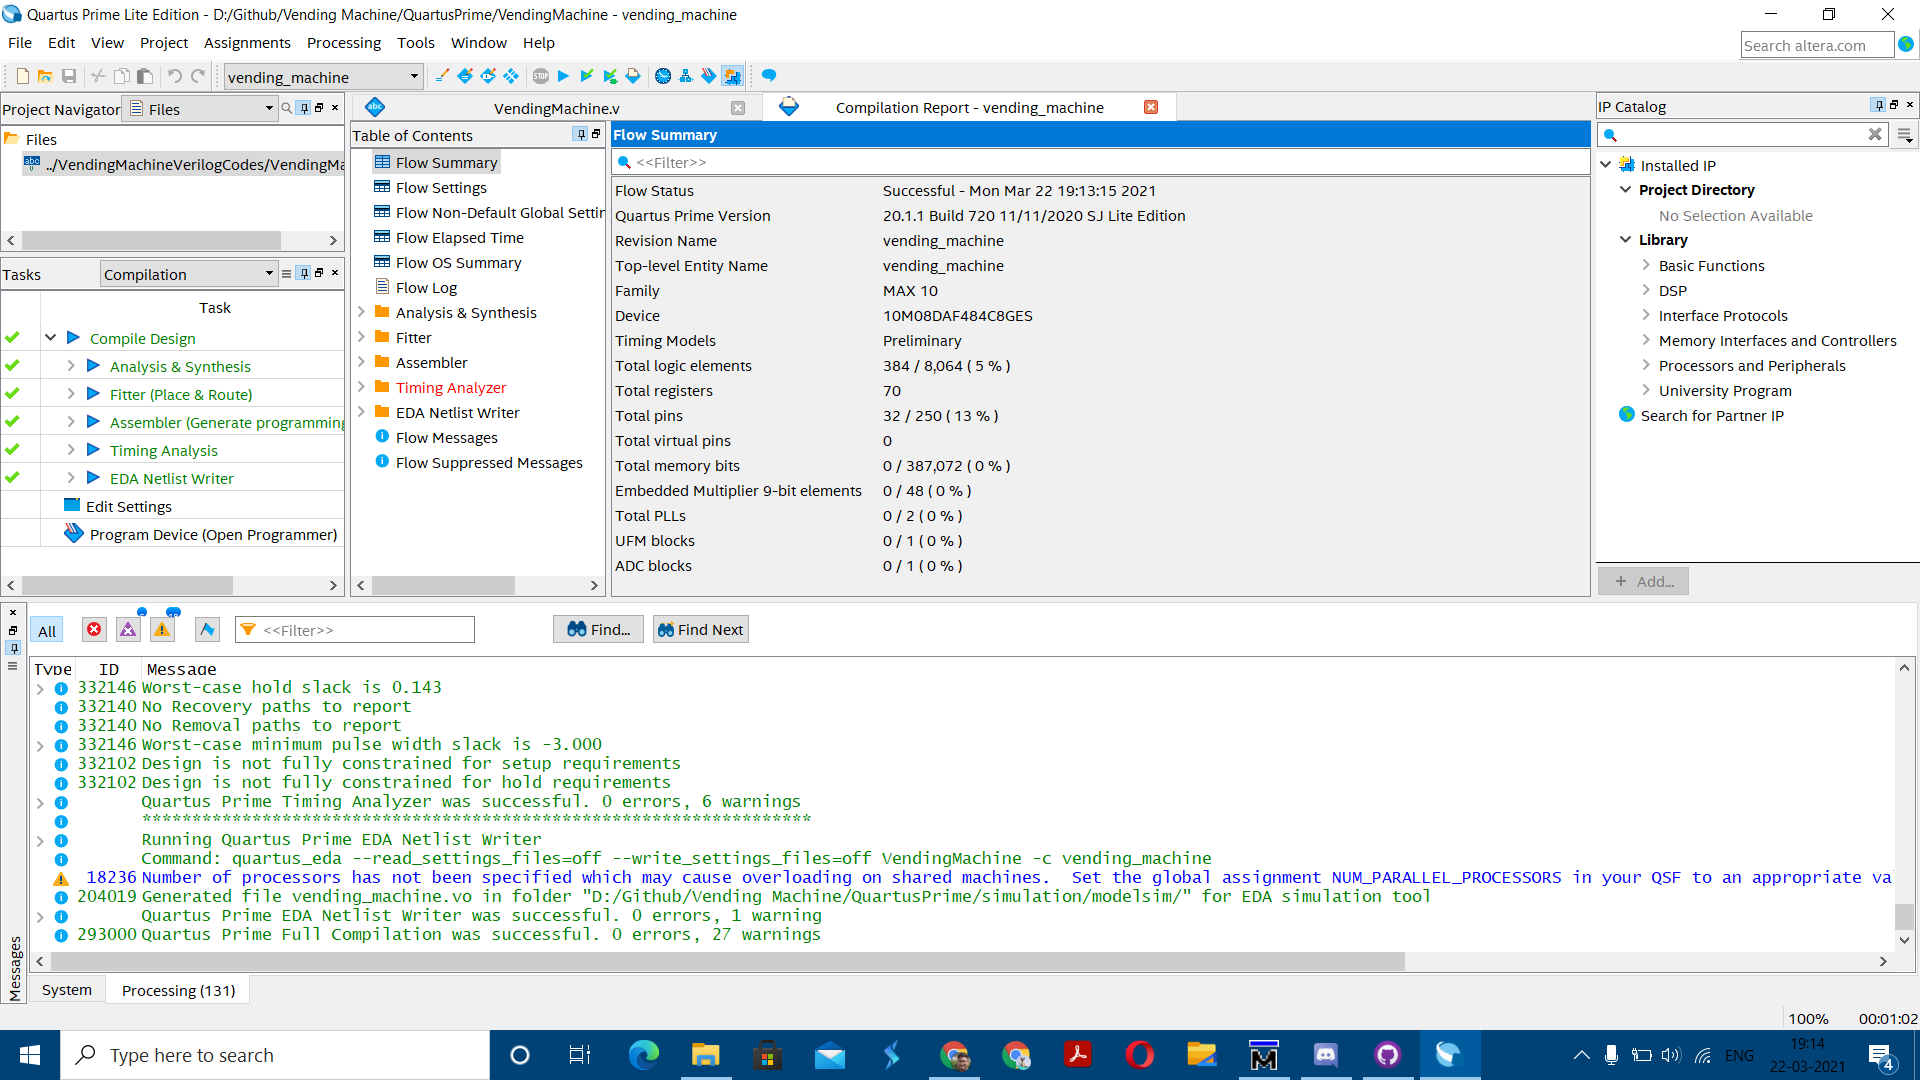 Quartus Prime Lite Edition - D:/Github/Vending Machine/QuartusPrime/VendingMachine - vending_machine
File Edit View Project Assignments Processing Tools Window Help
Search altera.com
vending_machine
STOP
Project Navigator Files
Files
../VendingMachineVerilogCodes/VendingMa
Tasks Compilation
Task
Compile Design
Analysis & Synthesis
Fitter (Place & Route)
Assembler (Generate programming
Timing Analysis
EDA Netlist Writer
Edit Settings
Program Device (Open Programmer)
VendingMachine.v
Compilation Report - vending_machine
Table of Contents
Flow Summary
Flow Settings
Flow Non-Default Global Settin
Flow Elapsed Time
Flow OS Summary
Flow Log
Analysis & Synthesis
Fitter
Assembler
Timing Analyzer
EDA Netlist Writer
Flow Messages
Flow Suppressed Messages
Flow Summary
<<Filter>>
Flow Status Successful - Mon Mar 22 19:13:15 2021
Quartus Prime Version 20.1.1 Build 720 11/11/2020 SJ Lite Edition
Revision Name vending_machine
Top-level Entity Name vending_machine
Family MAX 10
Device 10M08DAF484C8GES
Timing Models Preliminary
Total logic elements 384 / 8,064 ( 5 % )
Total registers 70
Total pins 32 / 250 ( 13 % )
Total virtual pins 0
Total memory bits 0 / 387,072 ( 0 % )
Embedded Multiplier 9-bit elements 0 / 48 ( 0 % )
Total PLLs 0 / 2 ( 0 % )
UFM blocks 0 / 1 ( 0 % )
ADC blocks 0 / 1 ( 0 % )
IP Catalog
Installed IP
Project Directory
No Selection Available
Library
Basic Functions
DSP
Interface Protocols
Memory Interfaces and Controllers
Processors and Peripherals
University Program
Search for Partner IP
+ Add...
All <<Filter>> Find... Find Next
Type ID Message
332146 Worst-case hold slack is 0.143
332140 No Recovery paths to report
332140 No Removal paths to report
332146 Worst-case minimum pulse width slack is -3.000
332102 Design is not fully constrained for setup requirements
332102 Design is not fully constrained for hold requirements
Quartus Prime Timing Analyzer was successful. 0 errors, 6 warnings
*******************************************************************
Running Quartus Prime EDA Netlist Writer
Command: quartus_eda --read_settings_files=off --write_settings_files=off VendingMachine -c vending_machine
18236 Number of processors has not been specified which may cause overloading on shared machines.  Set the global assignment NUM_PARALLEL_PROCESSORS in your QSF to an appropriate va
204019 Generated file vending_machine.vo in folder "D:/Github/Vending Machine/QuartusPrime/simulation/modelsim/" for EDA simulation tool
Quartus Prime EDA Netlist Writer was successful. 0 errors, 1 warning
293000 Quartus Prime Full Compilation was successful. 0 errors, 27 warnings
Messages
System Processing (131)
100% 00:01:02
Type here to search
ENG
19:14
22-03-2021
4